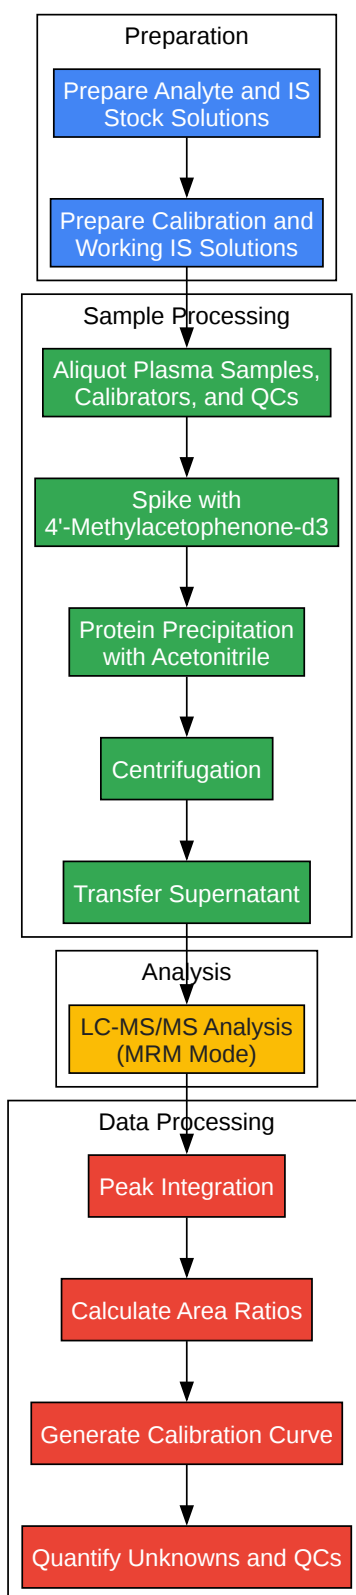 Preparation
Prepare Analyte and IS
Stock Solutions
Prepare Calibration and
Working IS Solutions
Sample Processing
Aliquot Plasma Samples,
Calibrators, and QCs
Spike with
4'-Methylacetophenone-d3
Protein Precipitation
with Acetonitrile
Centrifugation
Transfer Supernatant
Analysis
LC-MS/MS Analysis
(MRM Mode)
Data Processing
Peak Integration
Calculate Area Ratios
Generate Calibration Curve
Quantify Unknowns and QCs